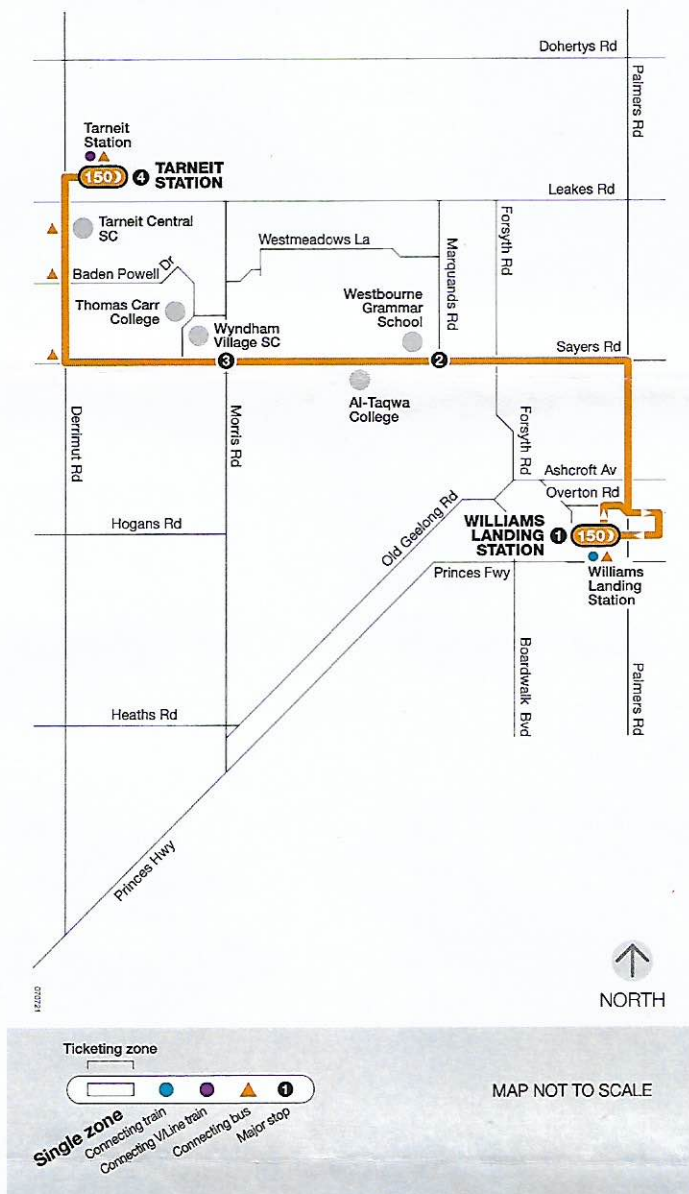 Dohertys Rd
Palmers Rd
Tarneit
Station
150
4
TARNEIT
STATION
Leakes Rd
Tarneit Central
SC
Westmeadows La
Marquands Rd
Forsyth Rd
Baden Powell Dr
Thomas Carr
College
Westbourne
Grammar
School
Wyndham
Village SC
Sayers Rd
3
2
Al-Taqwa
College
Derrimut Rd
Morris Rd
Forsyth Rd
Ashcroft Av
Overton Rd
Old Geelong Rd
WILLIAMS
LANDING
STATION
1
150
Hogans Rd
Princes Fwy
Williams
Landing
Station
Boardwalk Bvd
Palmers Rd
Heaths Rd
Princes Hwy
070721
NORTH
Ticketing zone
1
MAP NOT TO SCALE
Single zone
Connecting train
Connecting V/Line train
Connecting bus
Major stop